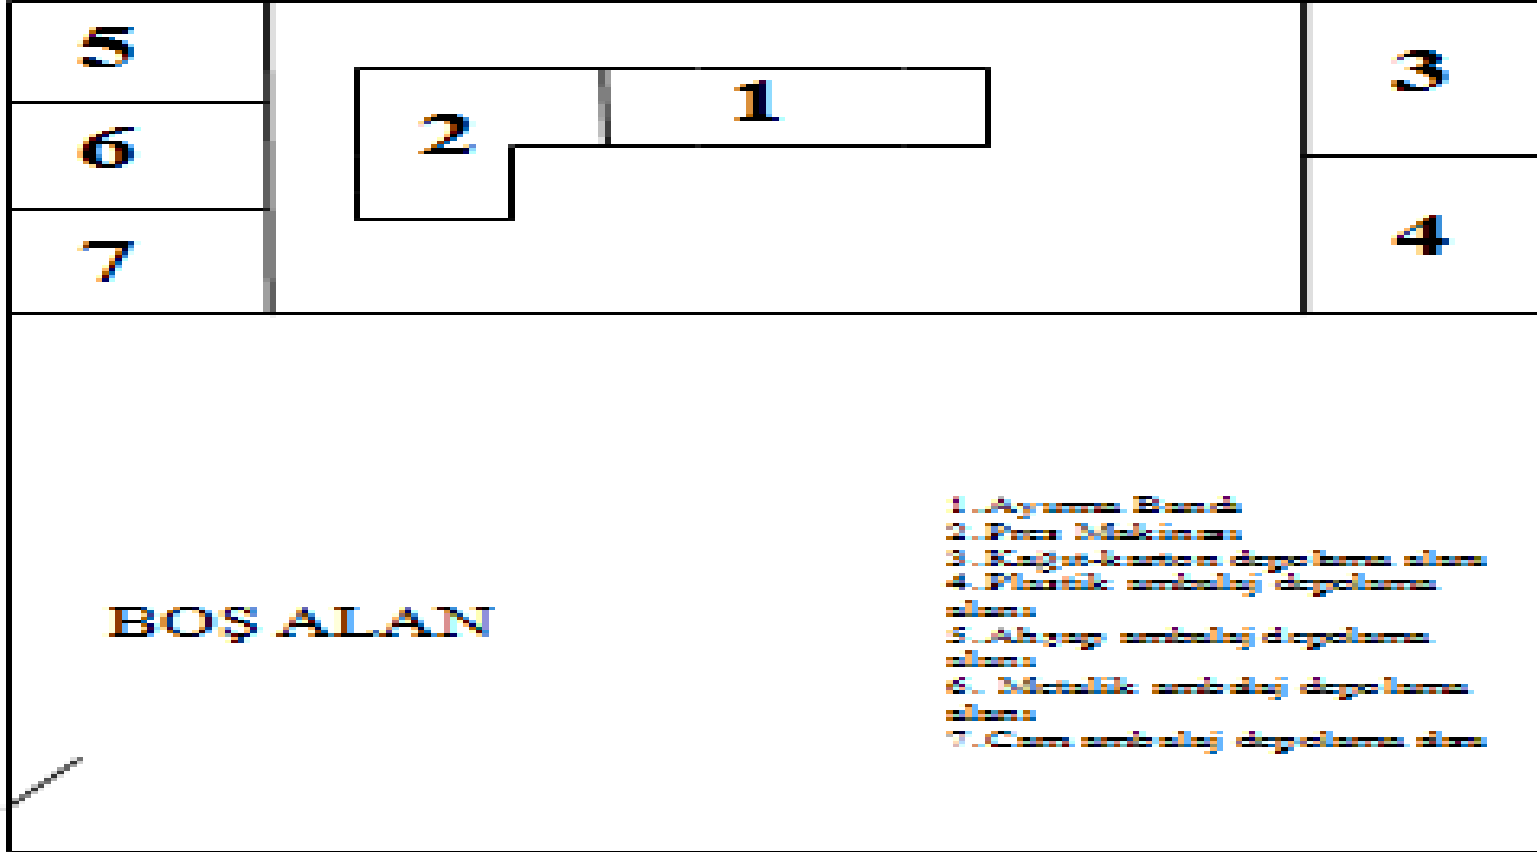 5
2
1
3
6
7
4
1. Ayırma Bandı
2. Pres Makinası
3. Kağıt-karton depolama alanı
4. Plastik ambalaj depolama
alanı
BOŞ ALAN
5. Ahşap ambalaj depolama
alanı
6. Metalik ambalaj depolama
alanı
7. Cam ambalaj depolama alanı